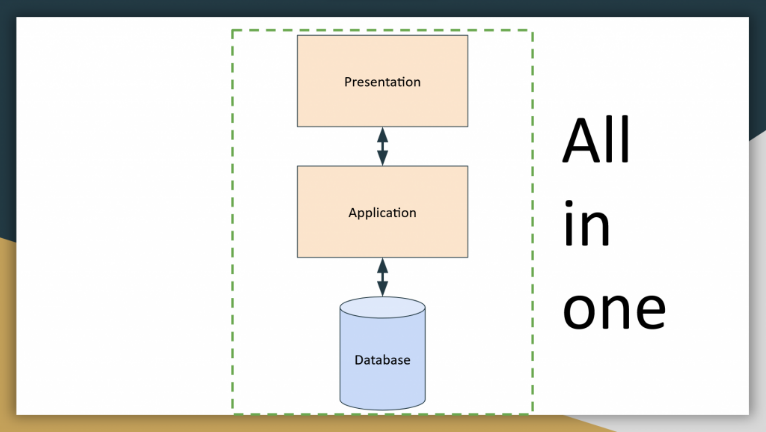 Presentation
Application
Database
All
in
one